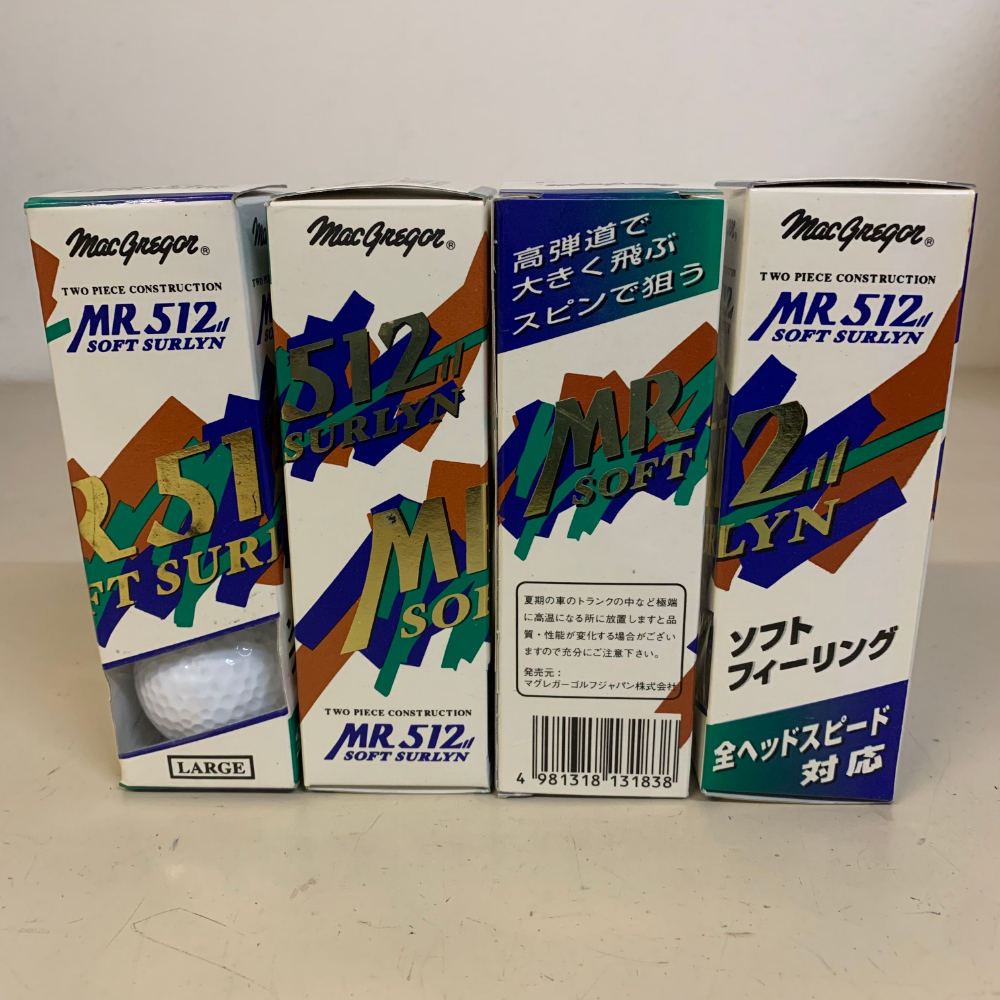 MacGregor®
TWO PIECE CONSTRUCTION
MR 512
SOFT SURLYN
R 51
FT SURL
LARGE
MacGregor®
512
SURLYN
M
SO
TWO PIECE CONSTRUCTION
MR 512
SOFT SURLYN
高弾道で
大きく飛ぶ
スピンで狙う
MR
SOFT
夏期の車のトランクの中など極端
に高温になる所に放置しますと品
質・性能が変化する場合がござい
ますので充分にご注意下さい。
発売元:
マグレガーゴルフジャパン株式会社
4 981318 131838
MacGregor®
TWO PIECE CONSTRUCTION
MR 512
SOFT SURLYN
2
LYN
ソフト
フィーリング
全ヘッドスピード
対応